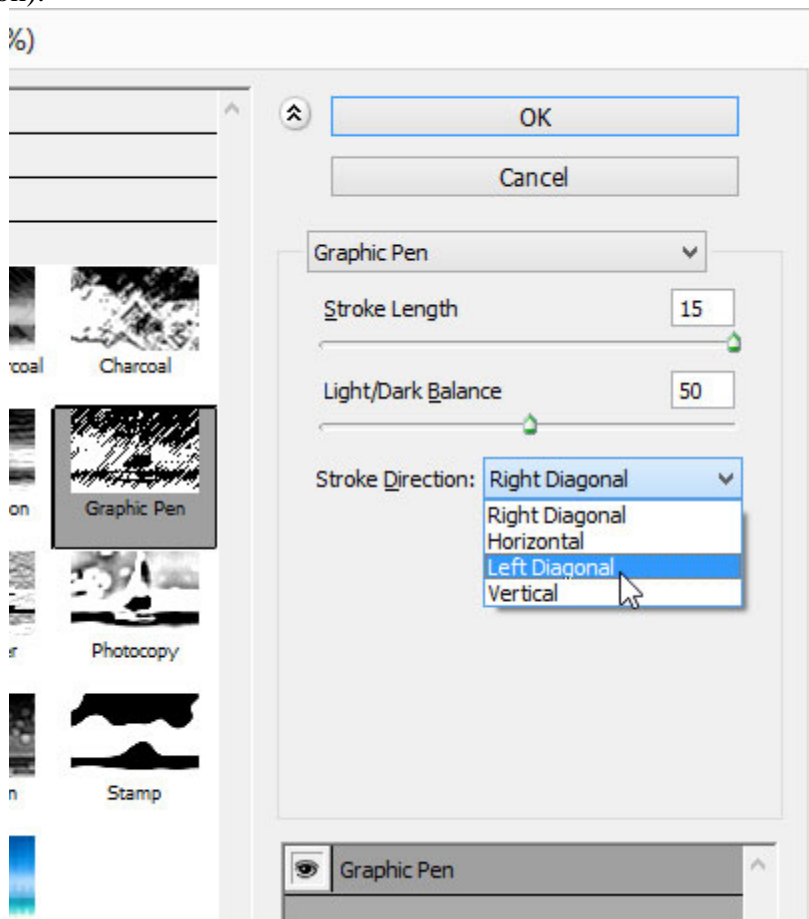 %)
OK
Cancel
Graphic Pen
Stroke Length 15
Charcoal
Light/Dark Balance 50
Stroke Direction: Right Diagonal
Graphic Pen
Right Diagonal
Horizontal
Left Diagonal
Vertical
Photocopy
Stamp
Graphic Pen